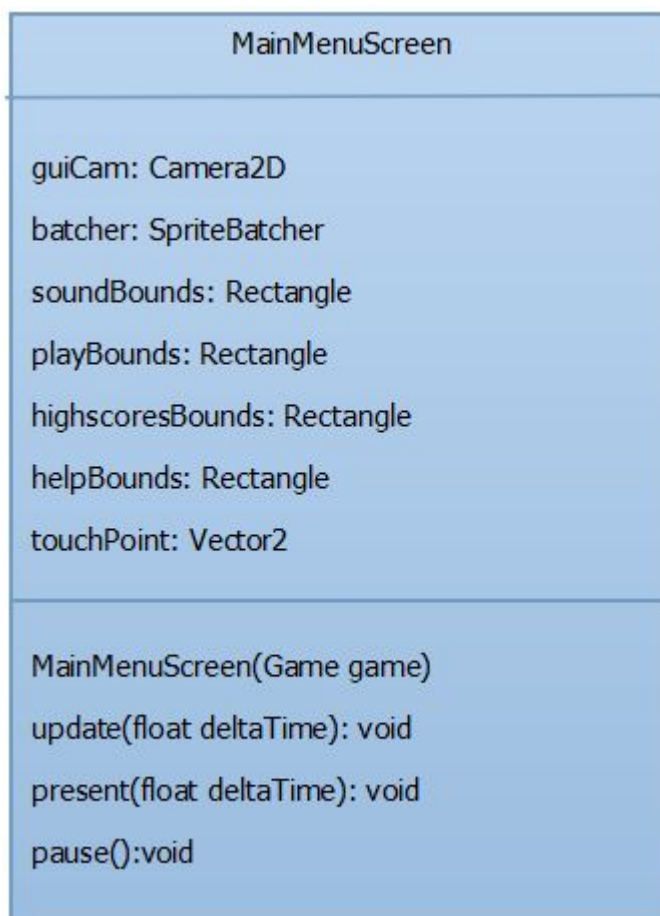 MainMenuScreen
guiCam: Camera2D
batcher: SpriteBatcher
soundBounds: Rectangle
playBounds: Rectangle
highscoresBounds: Rectangle
helpBounds: Rectangle
touchPoint: Vector2
MainMenuScreen(Game game)
update(float deltaTime): void
present(float deltaTime): void
pause():void